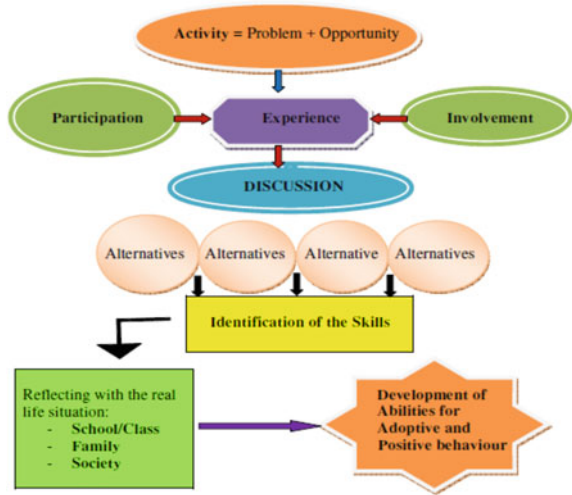 Activity = Problem + Opportunity
Participation
Experience
Involvement
DISCUSSION
Alternatives
Alternatives
Alternative
Alternatives
Identification of the Skills
Reflecting with the real
life situation:
- School/Class
- Family
- Society
Development of
Abilities for
Adoptive and
Positive behaviour